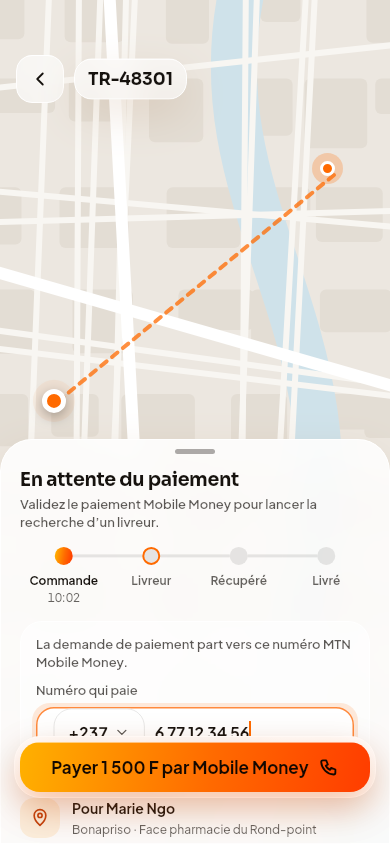 TR-48301
En attente du paiement
Validez le paiement Mobile Money pour lancer la
recherche d'un livreur.
Commande
Livreur
Récupéré
Livré
10:02
La demande de paiement part vers ce numéro MTN
Mobile Money.
Numéro qui paie
+237 6 77 12 34 56
Payer 1 500 F par Mobile Money
Pour Marie Ngo
Bonapriso · Face pharmacie du Rond-point